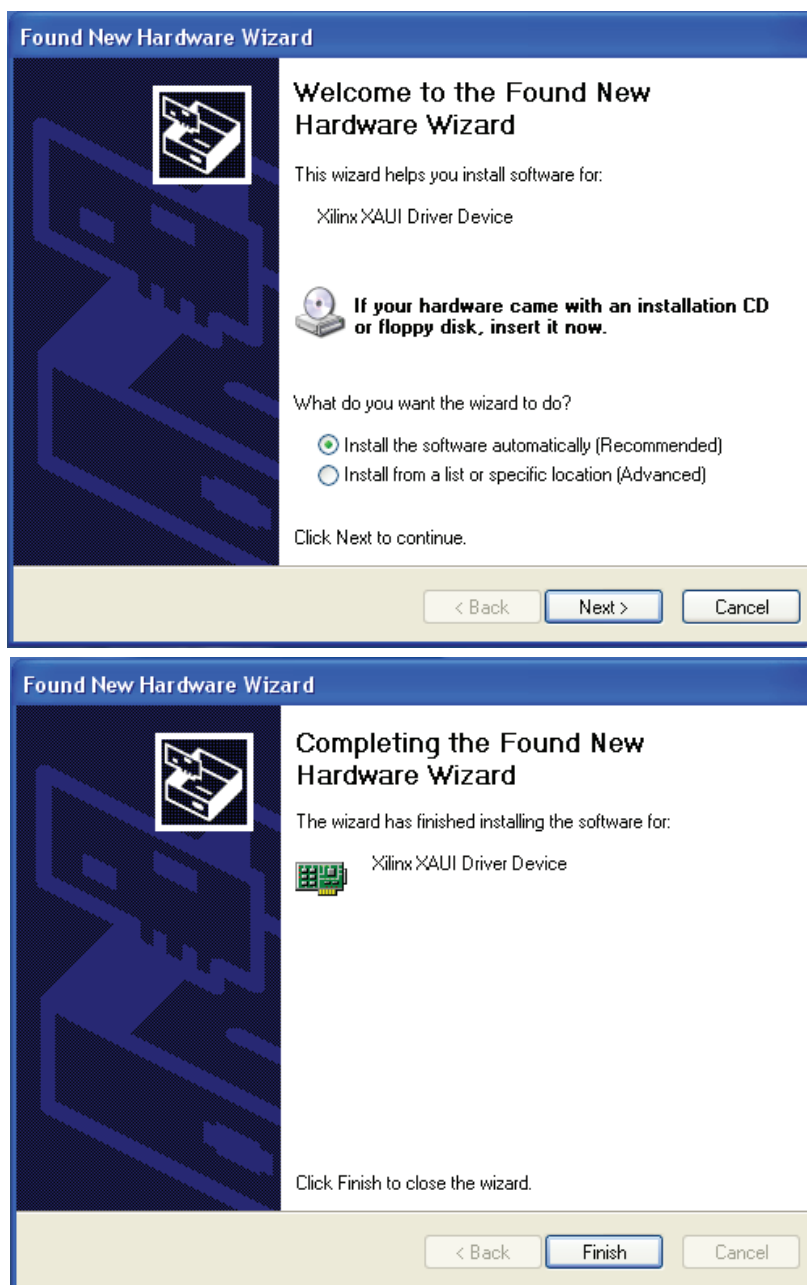 Found New Hardware Wizard
Welcome to the Found New
Hardware Wizard
This wizard helps you install software for:
Xilinx XAUI Driver Device
If your hardware came with an installation CD
or floppy disk, insert it now.
What do you want the wizard to do?
Install the software automatically (Recommended)
Install from a list or specific location (Advanced)
Click Next to continue.
< Back Next > Cancel
Found New Hardware Wizard
Completing the Found New
Hardware Wizard
The wizard has finished installing the software for:
Xilinx XAUI Driver Device
Click Finish to close the wizard.
< Back Finish Cancel